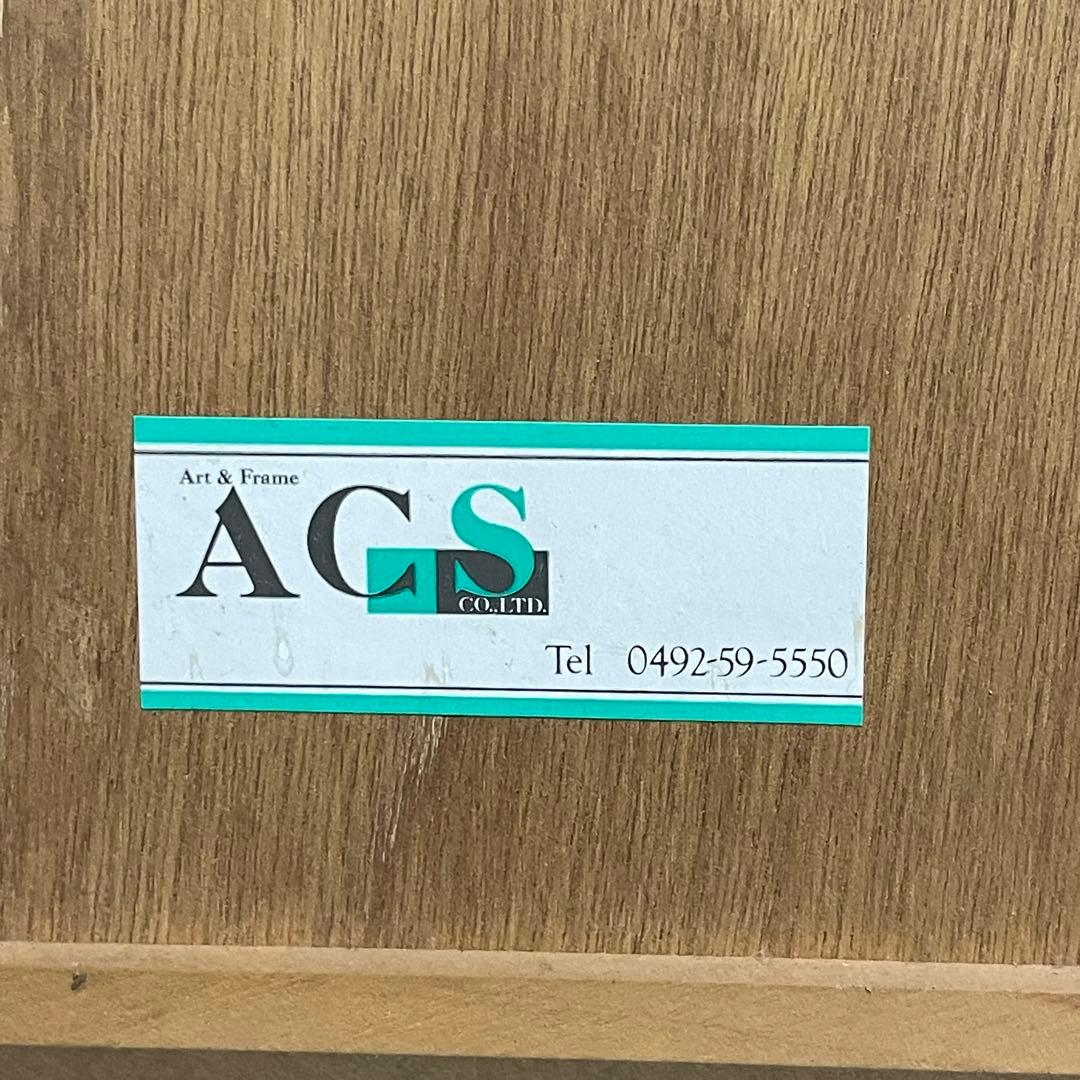 Art & Frame
AGS
CO.,LTD.
Tel 0492-59-5550